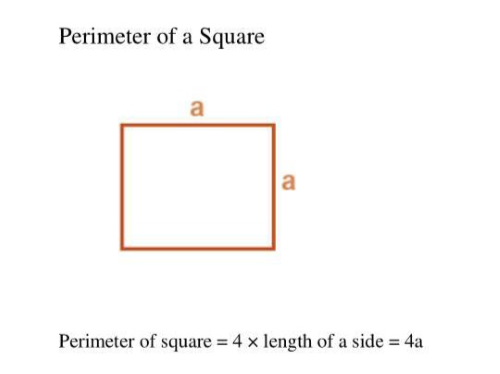 Perimeter of a Square
a
a
Perimeter of square = 4 × length of a side = 4a